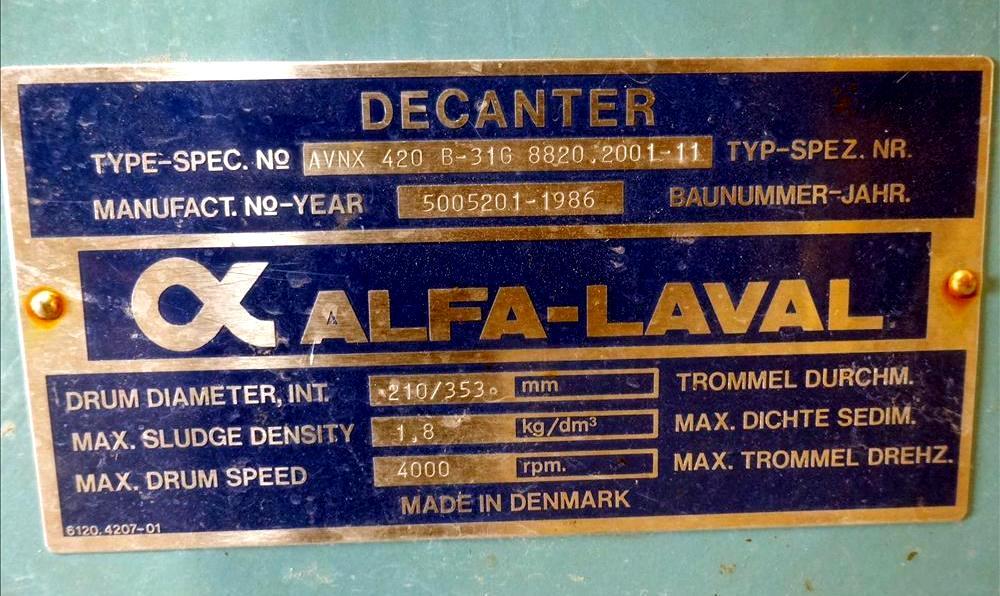 DECANTER
TYPE-SPEC. Nº AVNX 420 B-31G 8820.2001-11 TYP-SPEZ. NR.
MANUFACT. Nº-YEAR 5005201-1986 BAUNUMMER-JAHR.
α ALFA-LAVAL
DRUM DIAMETER, INT. 210/353 mm TROMMEL DURCHM.
MAX. SLUDGE DENSITY 1,8 kg/dm³ MAX. DICHTE SEDIM.
MAX. DRUM SPEED 4000 rpm. MAX. TROMMEL DREHZ.
MADE IN DENMARK
6120.4207-01